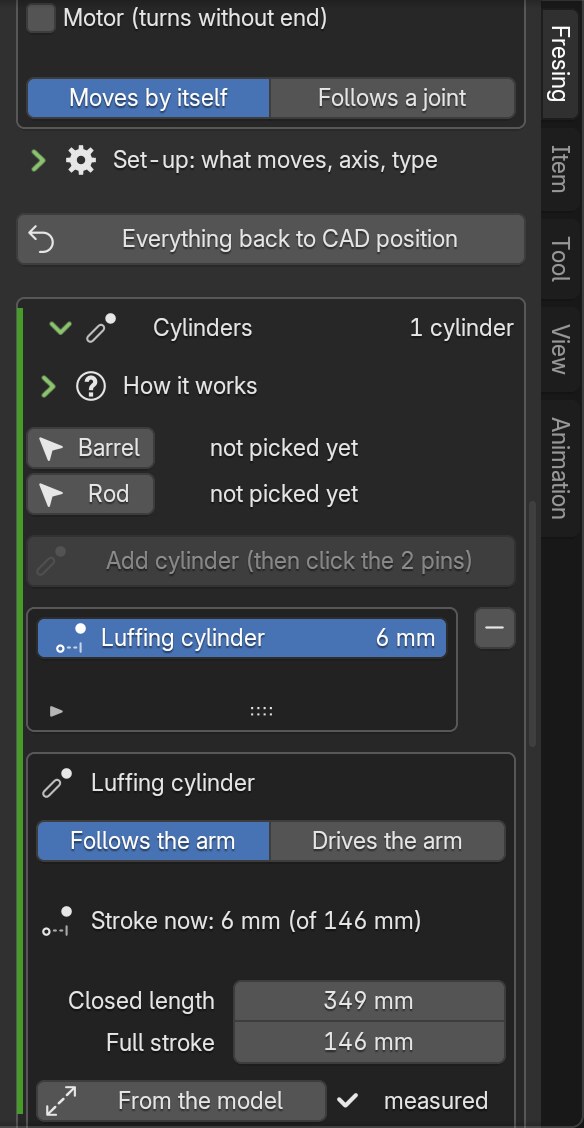 Motor (turns without end)
Moves by itself
Follows a joint
Set-up: what moves, axis, type
Everything back to CAD position
Cylinders
1 cylinder
How it works
Barrel
not picked yet
Rod
not picked yet
Add cylinder (then click the 2 pins)
Luffing cylinder
6 mm
Luffing cylinder
Follows the arm
Drives the arm
Stroke now: 6 mm (of 146 mm)
Closed length
349 mm
Full stroke
146 mm
From the model
measured
Fresing
Item
Tool
View
Animation